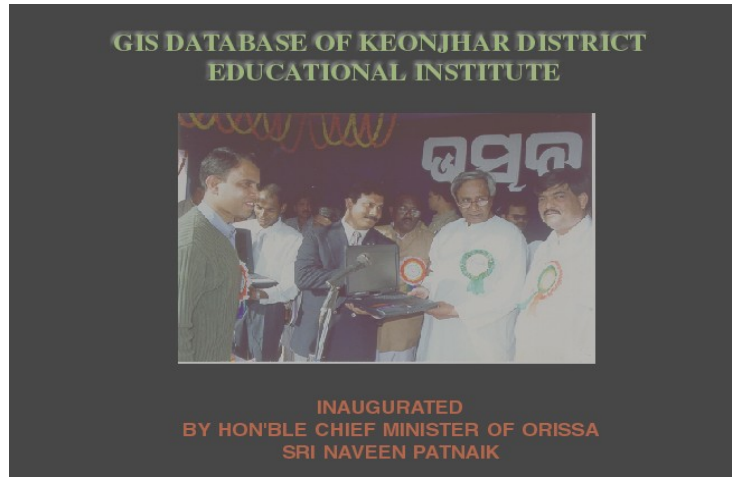 GIS DATABASE OF KEONJHAR DISTRICT
EDUCATIONAL INSTITUTE
INAUGURATED
BY HON'BLE CHIEF MINISTER OF ORISSA
SRI NAVEEN PATNAIK